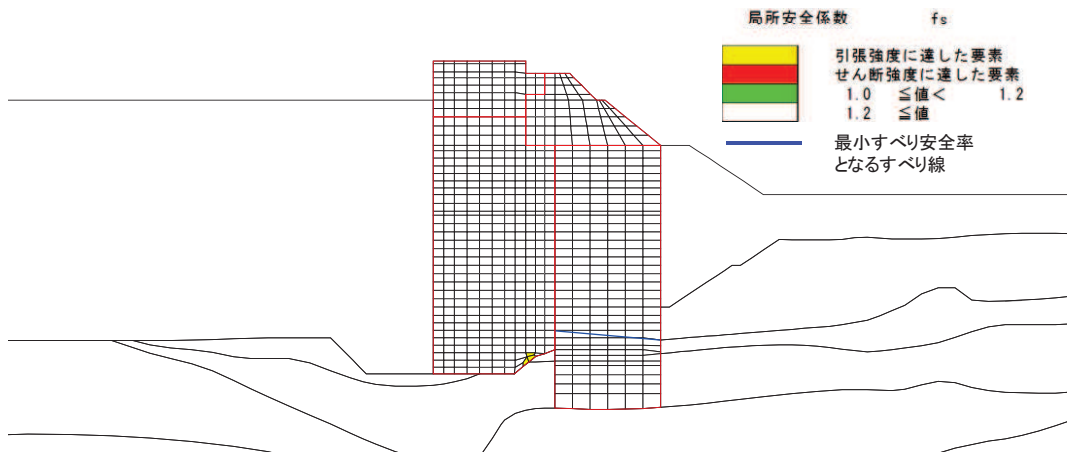 局所安全係数 fs
引張強度に達した要素
せん断強度に達した要素
1.0 ≦値< 1.2
1.2 ≦値
最小すべり安全率
となるすべり線